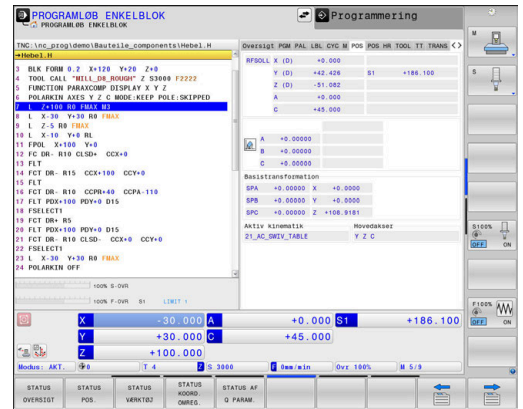 PROGRAMLØB ENKELBLOK
PROGRAMLØB ENKELBLOK
Programmering
TNC:\nc_prog\demo\Bauteile_components\Hebel.H
→Hebel.H
3 BLK FORM 0.2 X+120 Y+20 Z+0
4 TOOL CALL "MILL_D8_ROUGH" Z S3000 F2222
5 FUNCTION PARAXCOMP DISPLAY X Y Z
6 POLARKIN AXES Y Z C MODE:KEEP POLE:SKIPPED
7 L Z+100 R0 FMAX M3
8 L X-30 Y+30 R0 FMAX
9 L Z-5 R0 FMAX
10 L X-10 Y+0 RL
11 FPOL X+100 Y+0
12 FC DR- R10 CLSD+ CCX+0
13 FLT
14 FCT DR- R15 CCX+100 CCY+0
15 FLT
16 FCT DR- R10 CCPR+40 CCPA-110
17 FLT PDX+100 PDY+0 D15
18 FSELECT1
19 FCT DR+ R5
20 FLT PDX+100 PDY+0 D15
21 FCT DR- R10 CLSD- CCX+0 CCY+0
22 FSELECT1
23 L X-30 Y+30 R0 FMAX
24 POLARKIN OFF
Oversigt PGM PAL LBL CYC M POS POS HR TOOL TT TRANS
RFSOLL X (D) +0.000
Y (D) +42.426 S1 +186.100
Z (D) -51.082
A +0.000
C +45.000
A +0.00000
B +0.00000
C +0.00000
Basistransformation
SPA +0.00000 X +0.0000
SPB +0.00000 Y +0.0000
SPC +0.00000 Z +108.9181
Aktiv kinematik Hovedakser
21_AC_SWIV_TABLE Y Z C
M
S
S100%
OFF ON
F100%
OFF ON
100% S-OVR
100% F-OVR S1 LIMIT 1
X -30.000 A +0.000 S1 +186.100
Y +30.000 C +45.000
Z +100.000
Modus: AKT. 0 T 4 Z S 3000 F 0mm/min Ovr 100% M 5/9
STATUS OVERSIGT
STATUS POS.
STATUS VÆRKTØJ
STATUS KOORD. OMREG.
STATUS AF Q PARAM.